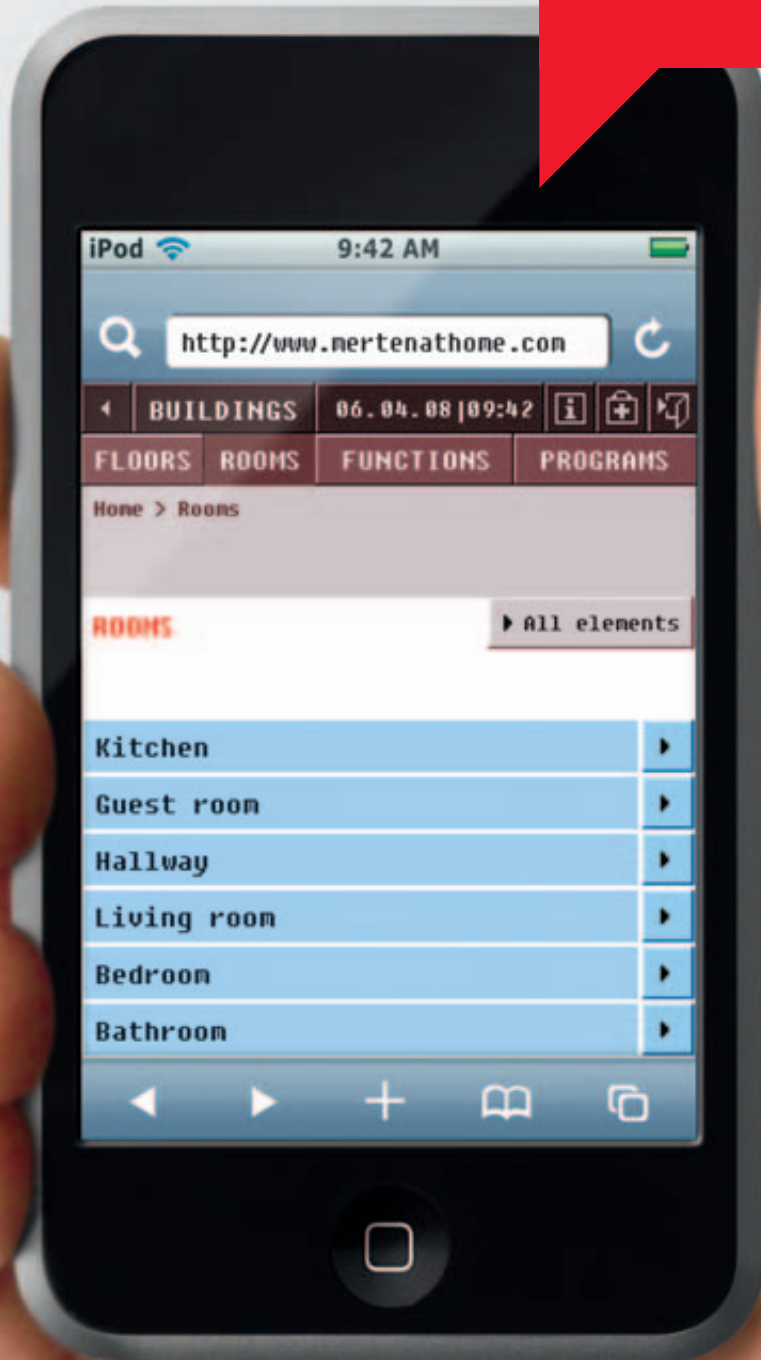 iPod 9:42 AM
http://www.mertenathome.com
BUILDINGS 06.04.08|09:42 i
FLOORS ROOMS FUNCTIONS PROGRAMS
Home > Rooms
ROOMS All elements
Kitchen
Guest room
Hallway
Living room
Bedroom
Bathroom